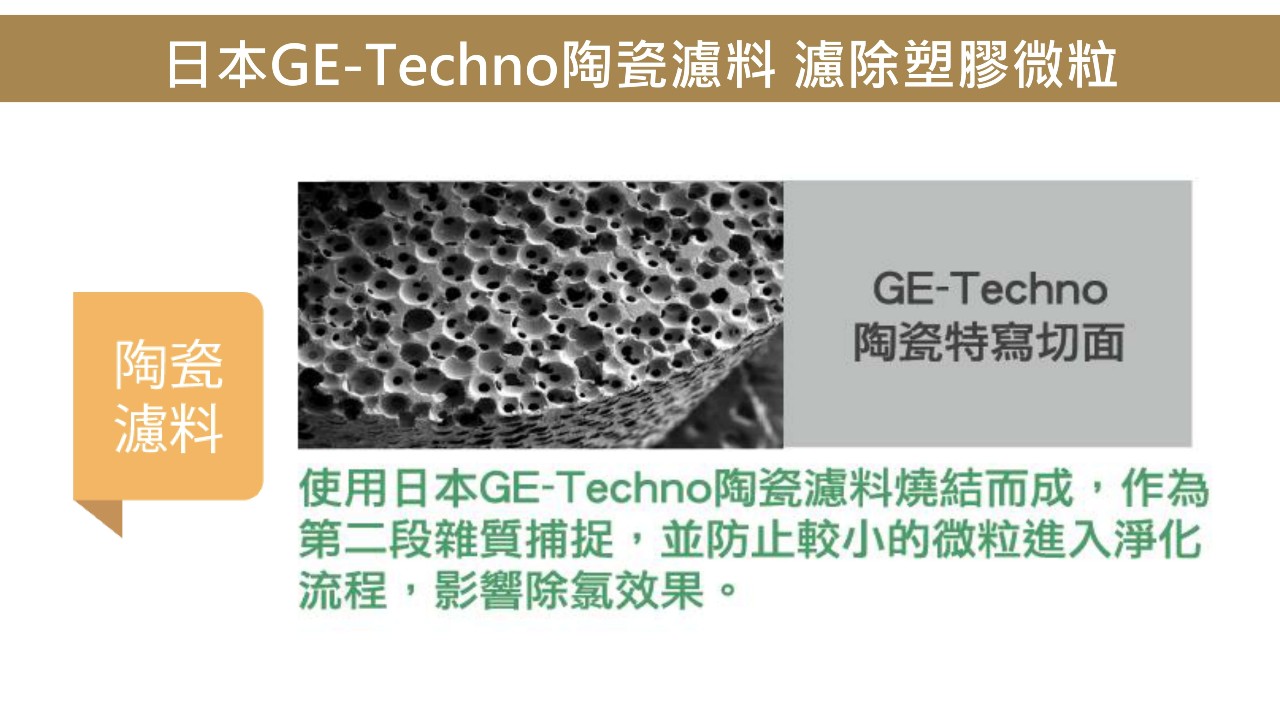 日本GE-Techno陶瓷濾料 濾除塑膠微粒
GE-Techno
陶瓷特寫切面
陶瓷
濾料
使用日本GE-Techno陶瓷濾料燒結而成，作為
第二段雜質捕捉，並防止較小的微粒進入淨化
流程，影響除氯效果。